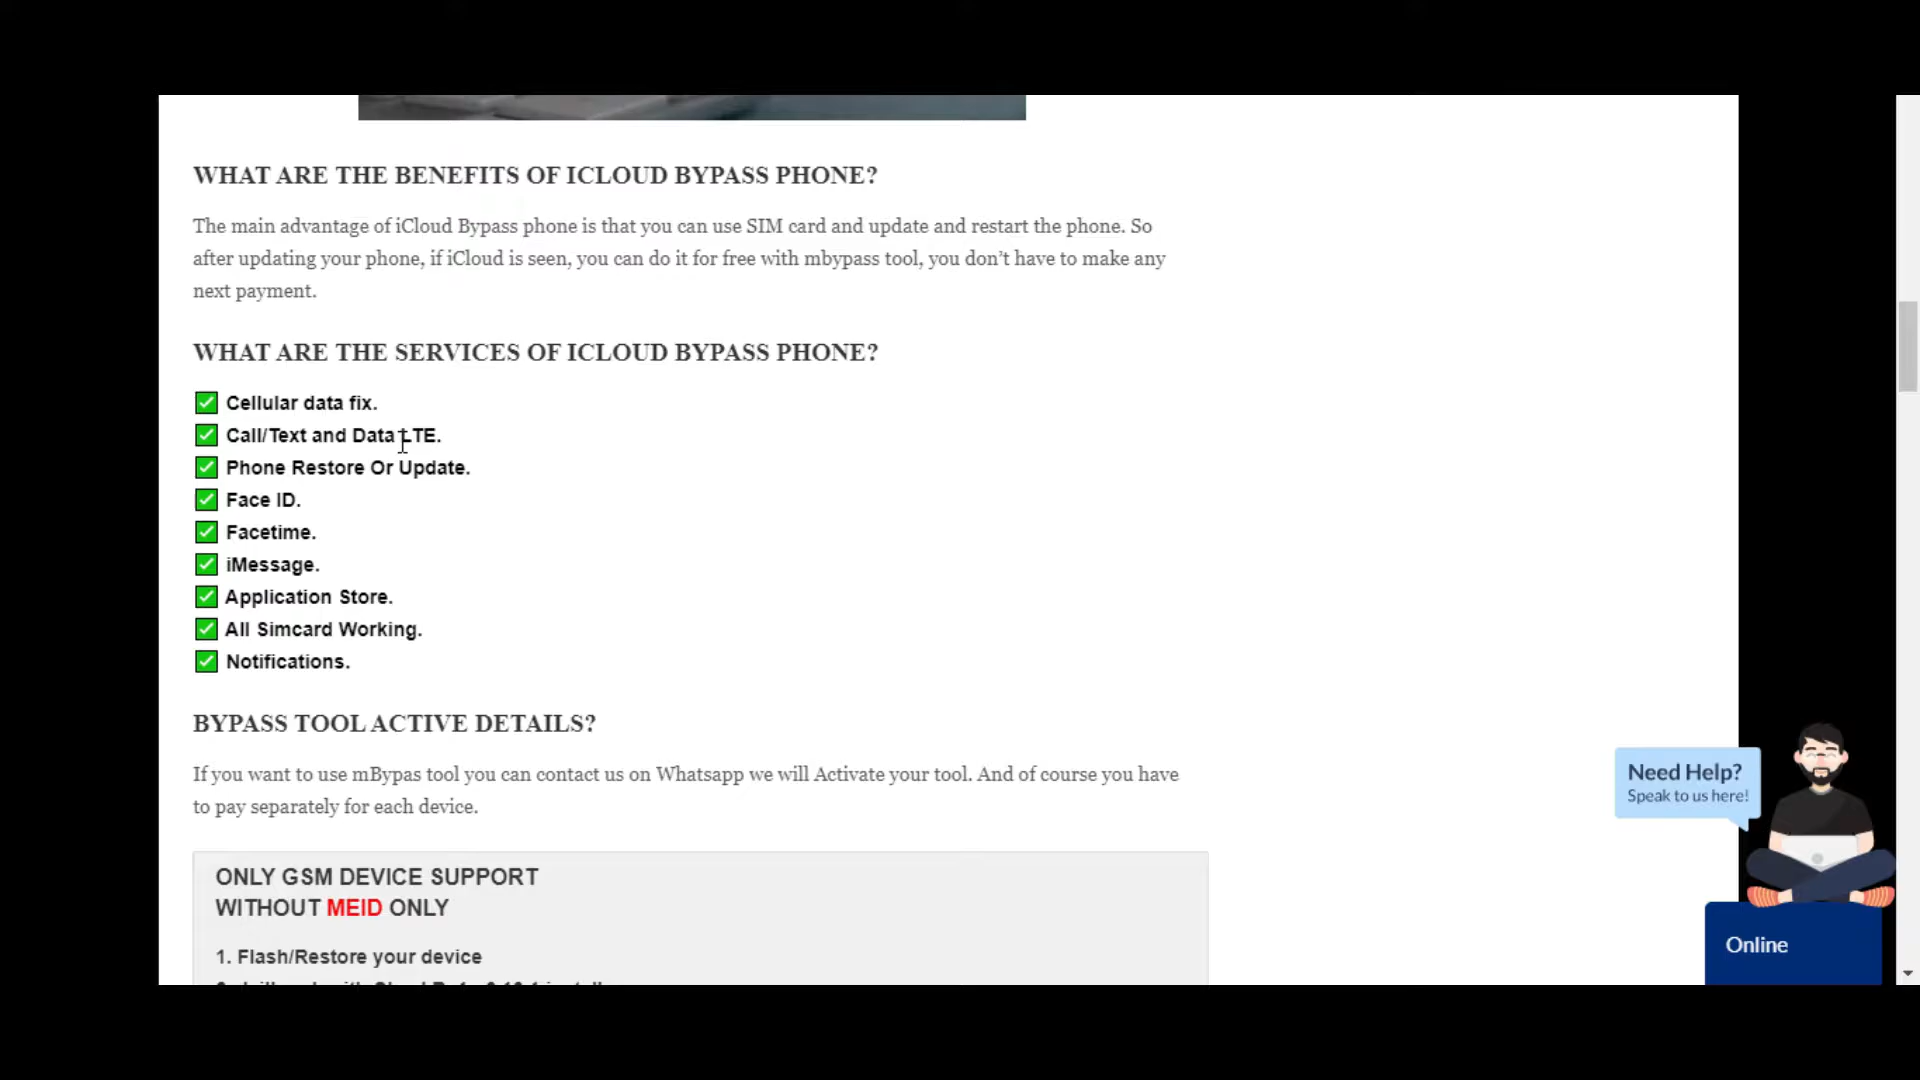 WHAT ARE THE BENEFITS OF ICLOUD BYPASS PHONE?
The main advantage of iCloud Bypass phone is that you can use SIM card and update and restart the phone. So
after updating your phone, if iCloud is seen, you can do it for free with mbypass tool, you don’t have to make any
next payment.
WHAT ARE THE SERVICES OF ICLOUD BYPASS PHONE?
Cellular data fix.
Call/Text and Data LTE.
Phone Restore Or Update.
Face ID.
Facetime.
iMessage.
Application Store.
All Simcard Working.
Notifications.
BYPASS TOOL ACTIVE DETAILS?
If you want to use mBypas tool you can contact us on Whatsapp we will Activate your tool. And of course you have
to pay separately for each device.
Need Help?
Speak to us here!
ONLY GSM DEVICE SUPPORT
WITHOUT MEID ONLY
Online
1. Flash/Restore your device